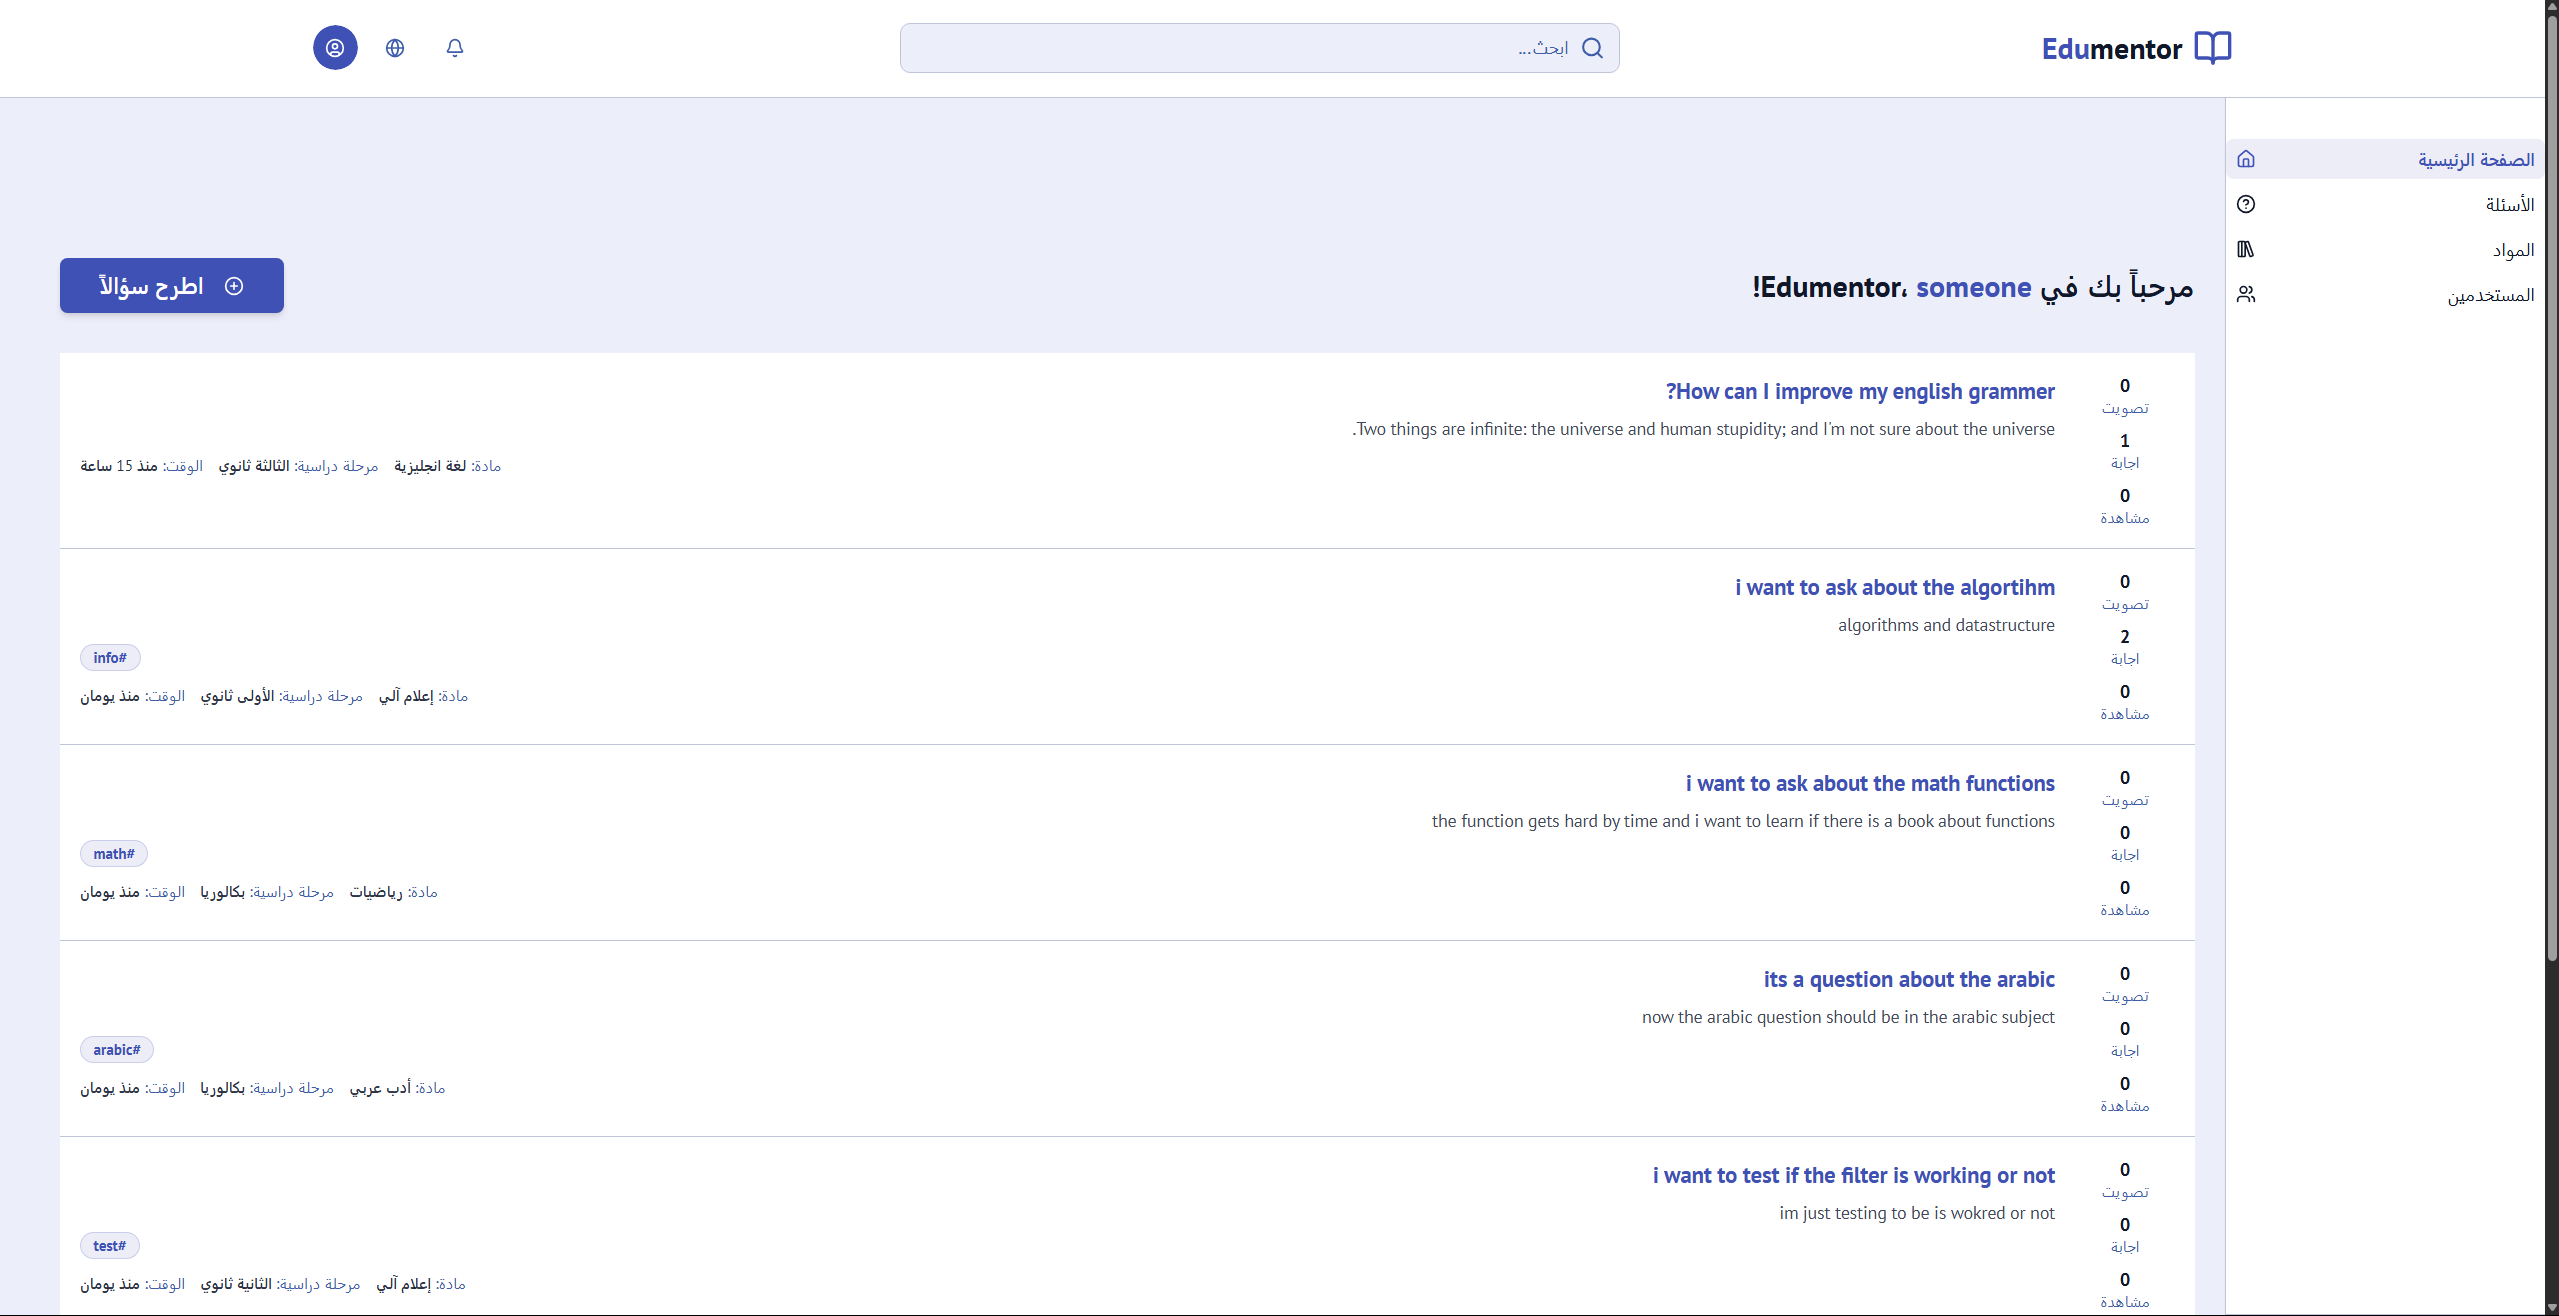 Edumentor
ابحث...
الصفحة الرئيسية
الأسئلة
المواد
المستخدمين
مرحباً بك في Edumentor، someone!
اطرح سؤالاً
0
تصويت
1
اجابة
0
مشاهدة
How can I improve my english grammer?
Two things are infinite: the universe and human stupidity; and I'm not sure about the universe.
مادة: لغة انجليزية مرحلة دراسية: الثالثة ثانوي الوقت: منذ 15 ساعة
0
تصويت
2
اجابة
0
مشاهدة
i want to ask about the algortihm
algorithms and datastructure
#info
مادة: إعلام آلي مرحلة دراسية: الأولى ثانوي الوقت: منذ يومان
0
تصويت
0
اجابة
0
مشاهدة
i want to ask about the math functions
the function gets hard by time and i want to learn if there is a book about functions
#math
مادة: رياضيات مرحلة دراسية: بكالوريا الوقت: منذ يومان
0
تصويت
0
اجابة
0
مشاهدة
its a question about the arabic
now the arabic question should be in the arabic subject
#arabic
مادة: أدب عربي مرحلة دراسية: بكالوريا الوقت: منذ يومان
0
تصويت
0
اجابة
0
مشاهدة
i want to test if the filter is working or not
im just testing to be is wokred or not
#test
مادة: إعلام آلي مرحلة دراسية: الثانية ثانوي الوقت: منذ يومان